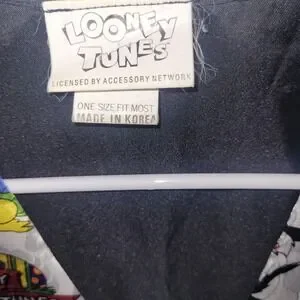 LOONEY
TUNES
LICENSED BY ACCESSORY NETWORK
ONE SIZE FIT MOST
MADE IN KOREA